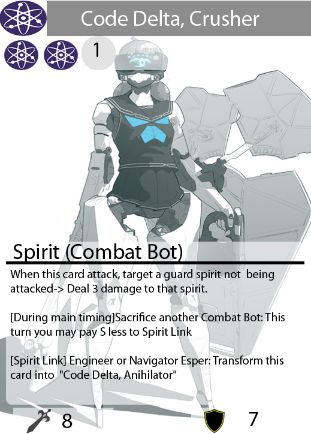 Code Delta, Crusher
1
Spirit (Combat Bot)
When this card attack, target a guard spirit not being
attacked-> Deal 3 damage to that spirit.
[During main timing]Sacrifice another Combat Bot: This
turn you may pay S less to Spirit Link
[Spirit Link] Engineer or Navigator Esper: Transform this
card into "Code Delta, Anihilator"
8
7